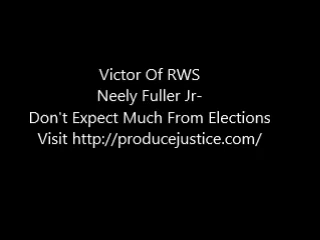 Victor Of RWS
Neely Fuller Jr-
Don't Expect Much From Elections
Visit http://producejustice.com/